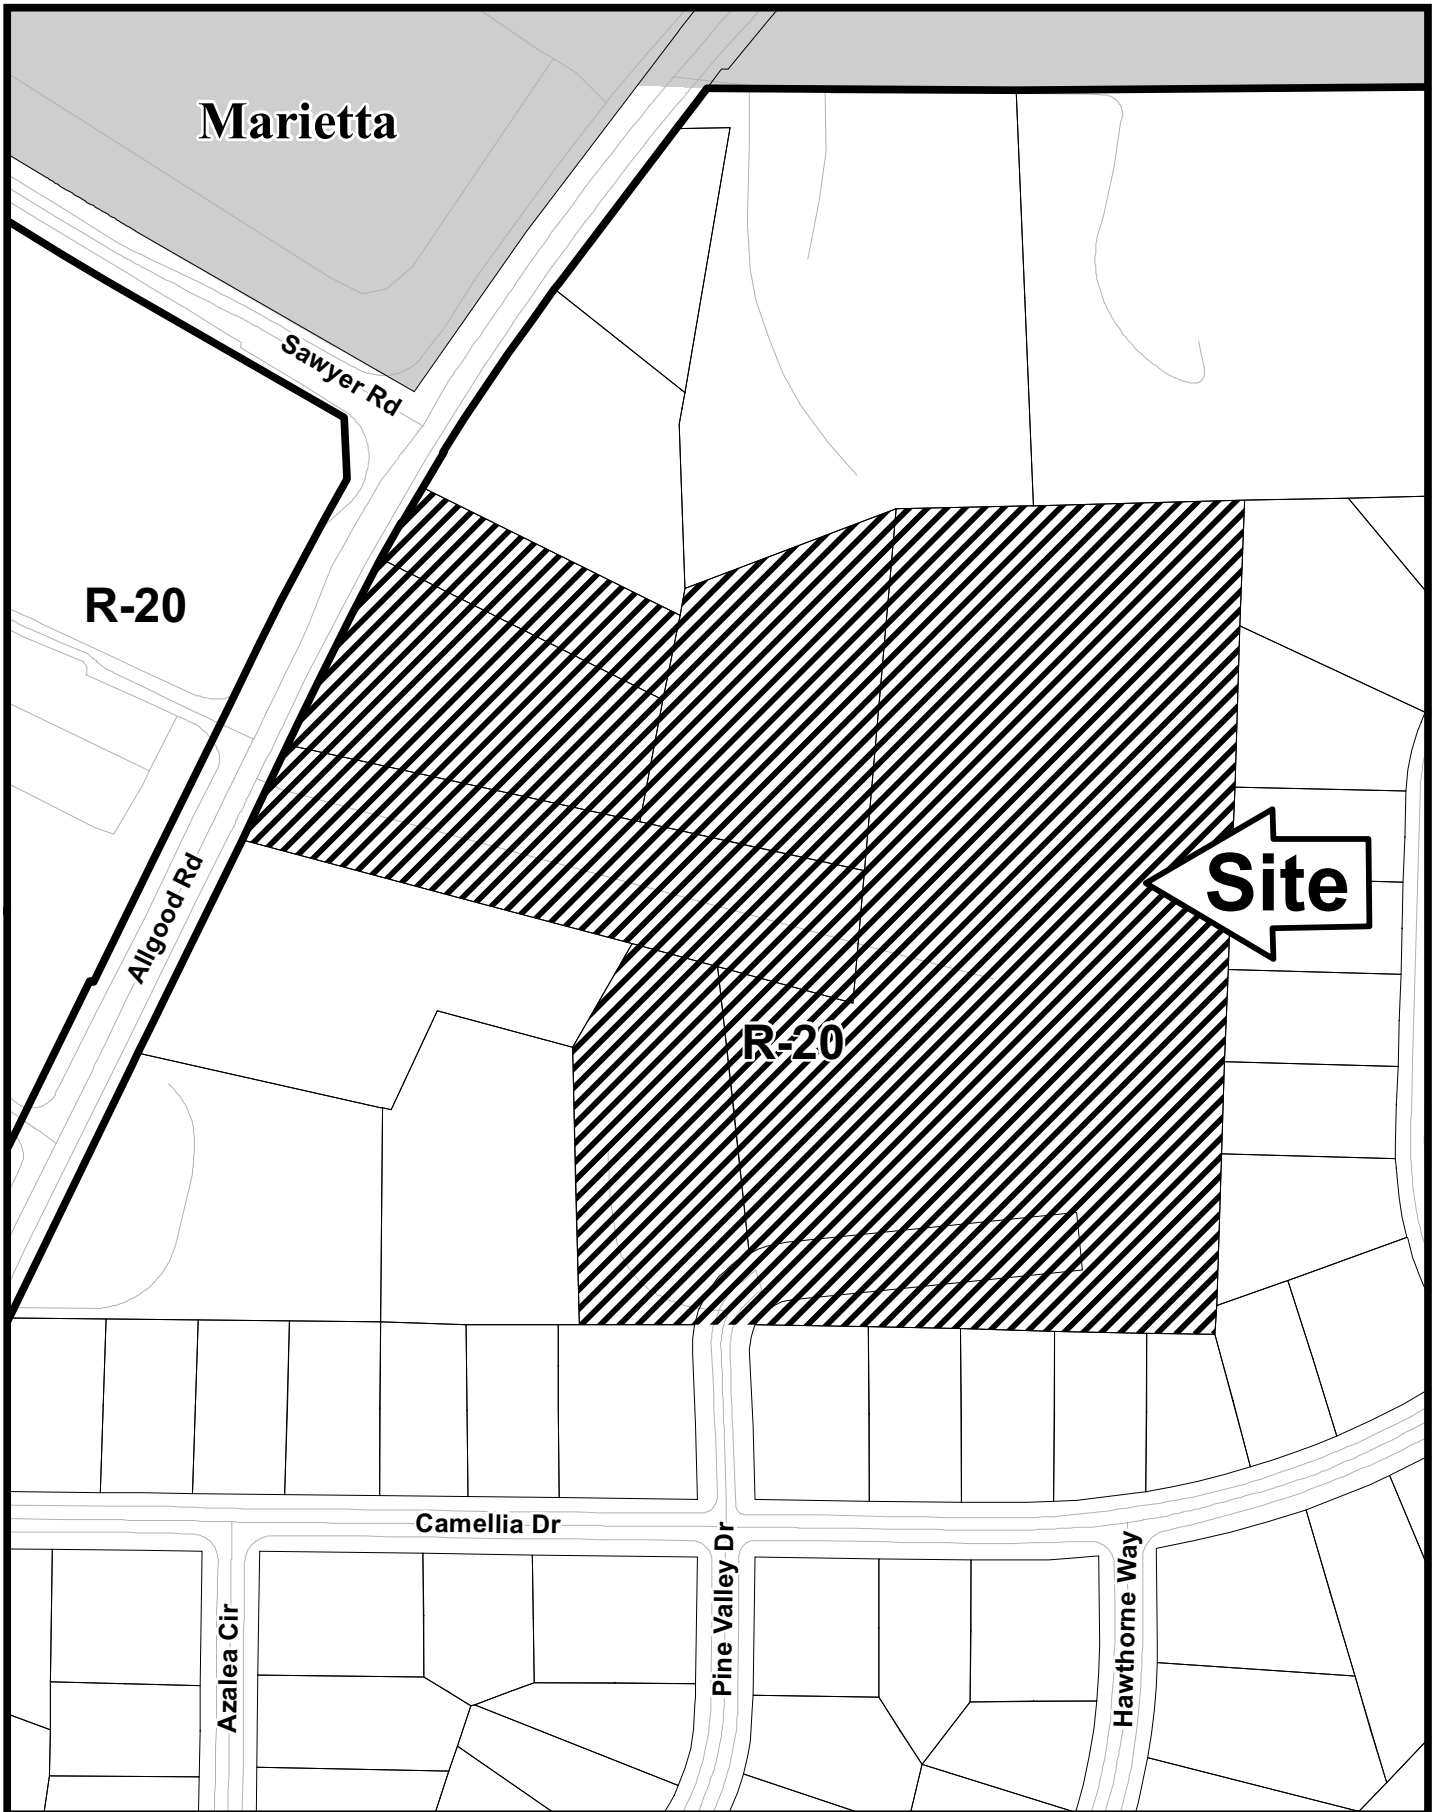 Marietta
Sawyer Rd
R-20
Allgood Rd
Site
R-20
Camellia Dr
Pine Valley Dr
Hawthorne Way
Azalea Cir